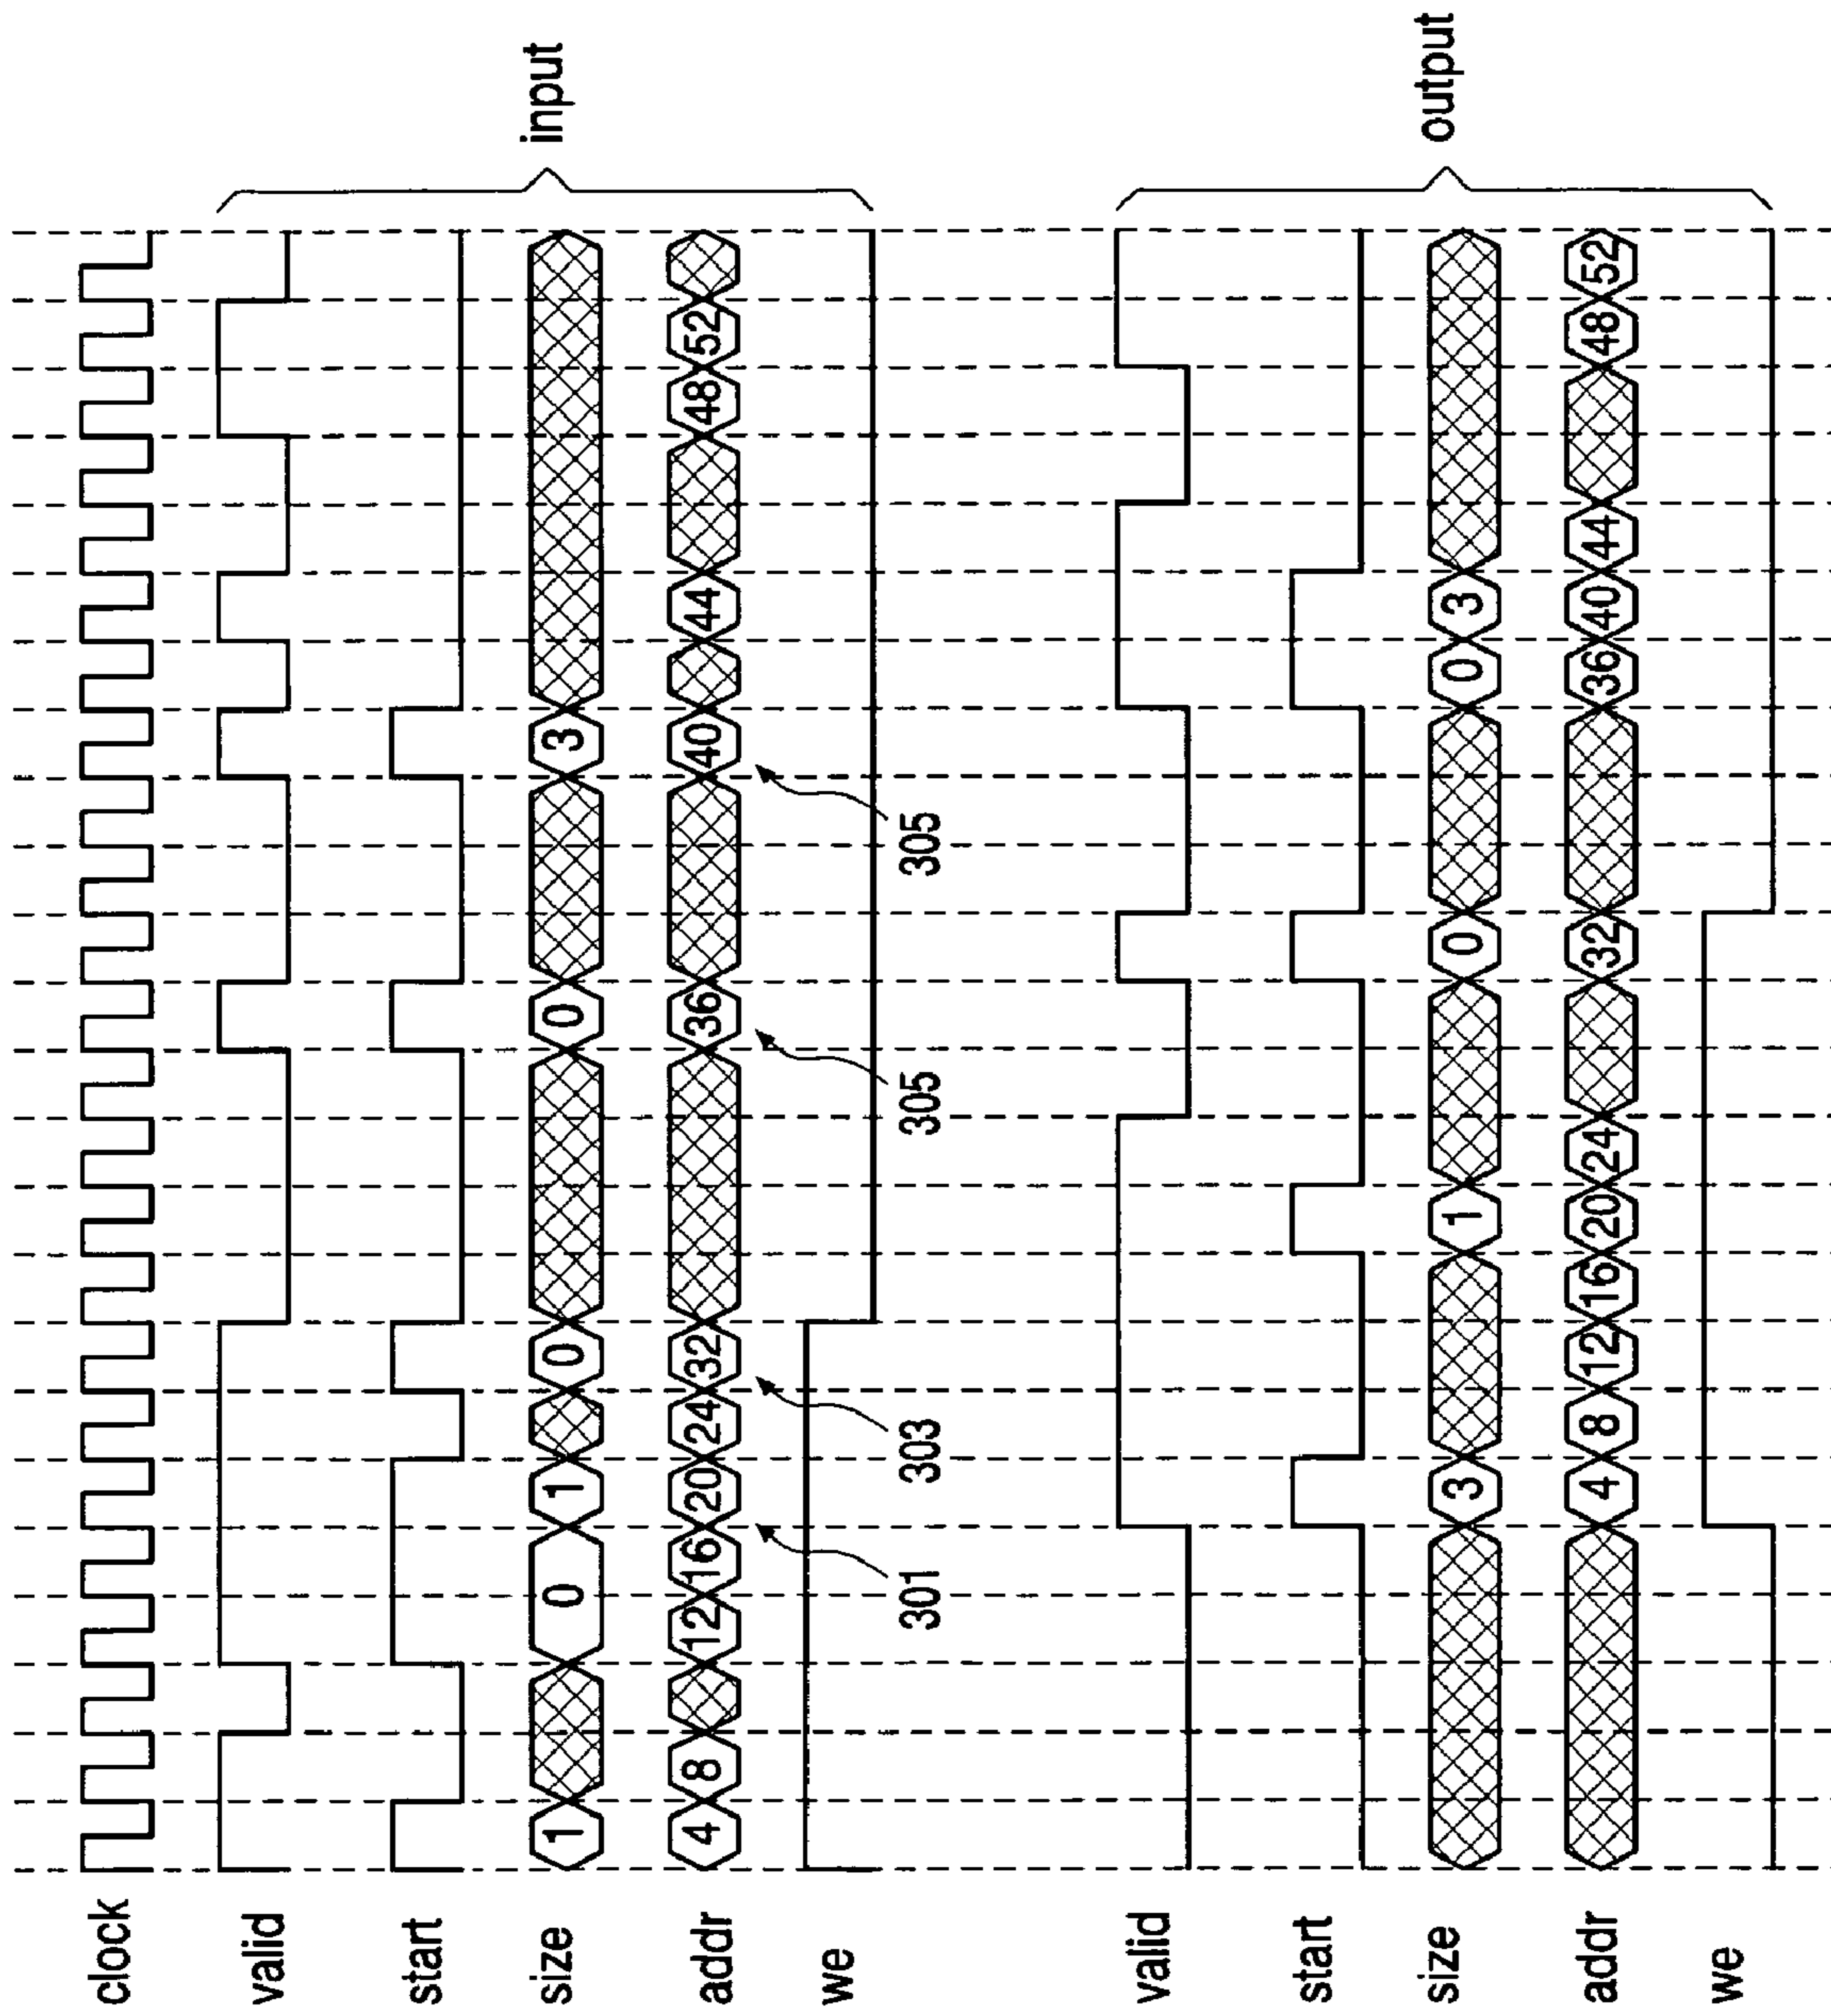 clock
valid
start
size 1 0 1 0 0 3
addr 4 8 12 16 20 24 32 36 40 44 48 52
we
input
301 303 305 305
valid
start
size 3 1 0 0 3
addr 4 8 12 16 20 24 32 36 40 44 48 52
we
output